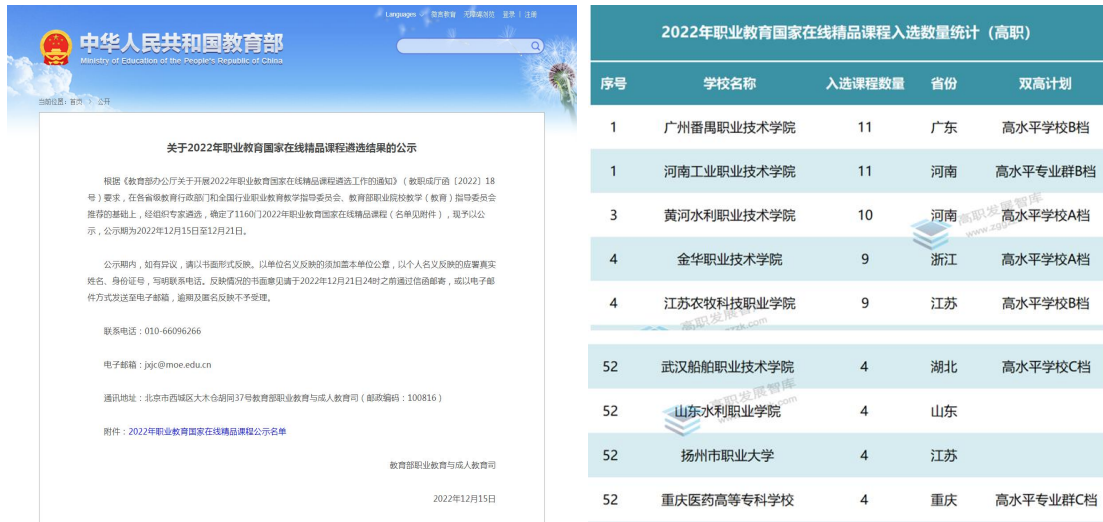 Languages
无障碍浏览 登录 | 注册
中华人民共和国教育部
Ministry of Education of the People's Republic of China
当前位置：首页 > 公开
关于2022年职业教育国家在线精品课程遴选结果的公示
根据《教育部办公厅关于开展2022年职业教育国家在线精品课程遴选工作的通知》（教职成厅函〔2022〕18
号）要求，在各省级教育行政部门和全国行业职业教育教学指导委员会、教育部职业院校教学（教育）指导委员会
推荐的基础上，经组织专家遴选，确定了1160门2022年职业教育国家在线精品课程（名单见附件），现予以公
示，公示期为2022年12月15日至12月21日。
公示期内，如有异议，请以书面形式反映。以单位名义反映的须加盖本单位公章，以个人名义反映的应署真实
姓名、身份证号，写明联系电话。反映情况的书面意见请于2022年12月21日24时之前通过信函邮寄，或以电子邮
件方式发送至电子邮箱，逾期及匿名反映不予受理。
联系电话：010-66096266
电子邮箱：jxjc@moe.edu.cn
通讯地址：北京市西城区大木仓胡同37号教育部职业教育与成人教育司（邮政编码：100816）
附件：2022年职业教育国家在线精品课程公示名单
教育部职业教育与成人教育司
2022年12月15日
2022年职业教育国家在线精品课程入选数量统计（高职）
序号 学校名称 入选课程数量 省份 双高计划
1 广州番禺职业技术学院 11 广东 高水平学校B档
1 河南工业职业技术学院 11 河南 高水平专业群B档
3 黄河水利职业技术学院 10 河南 高水平学校A档
4 金华职业技术学院 9 浙江 高水平学校A档
4 江苏农牧科技职业学院 9 江苏 高水平学校B档
52 武汉船舶职业技术学院 4 湖北 高水平学校C档
52 山东水利职业学院 4 山东
52 扬州市职业大学 4 江苏
52 重庆医药高等专科学校 4 重庆 高水平专业群C档
高职发展智库